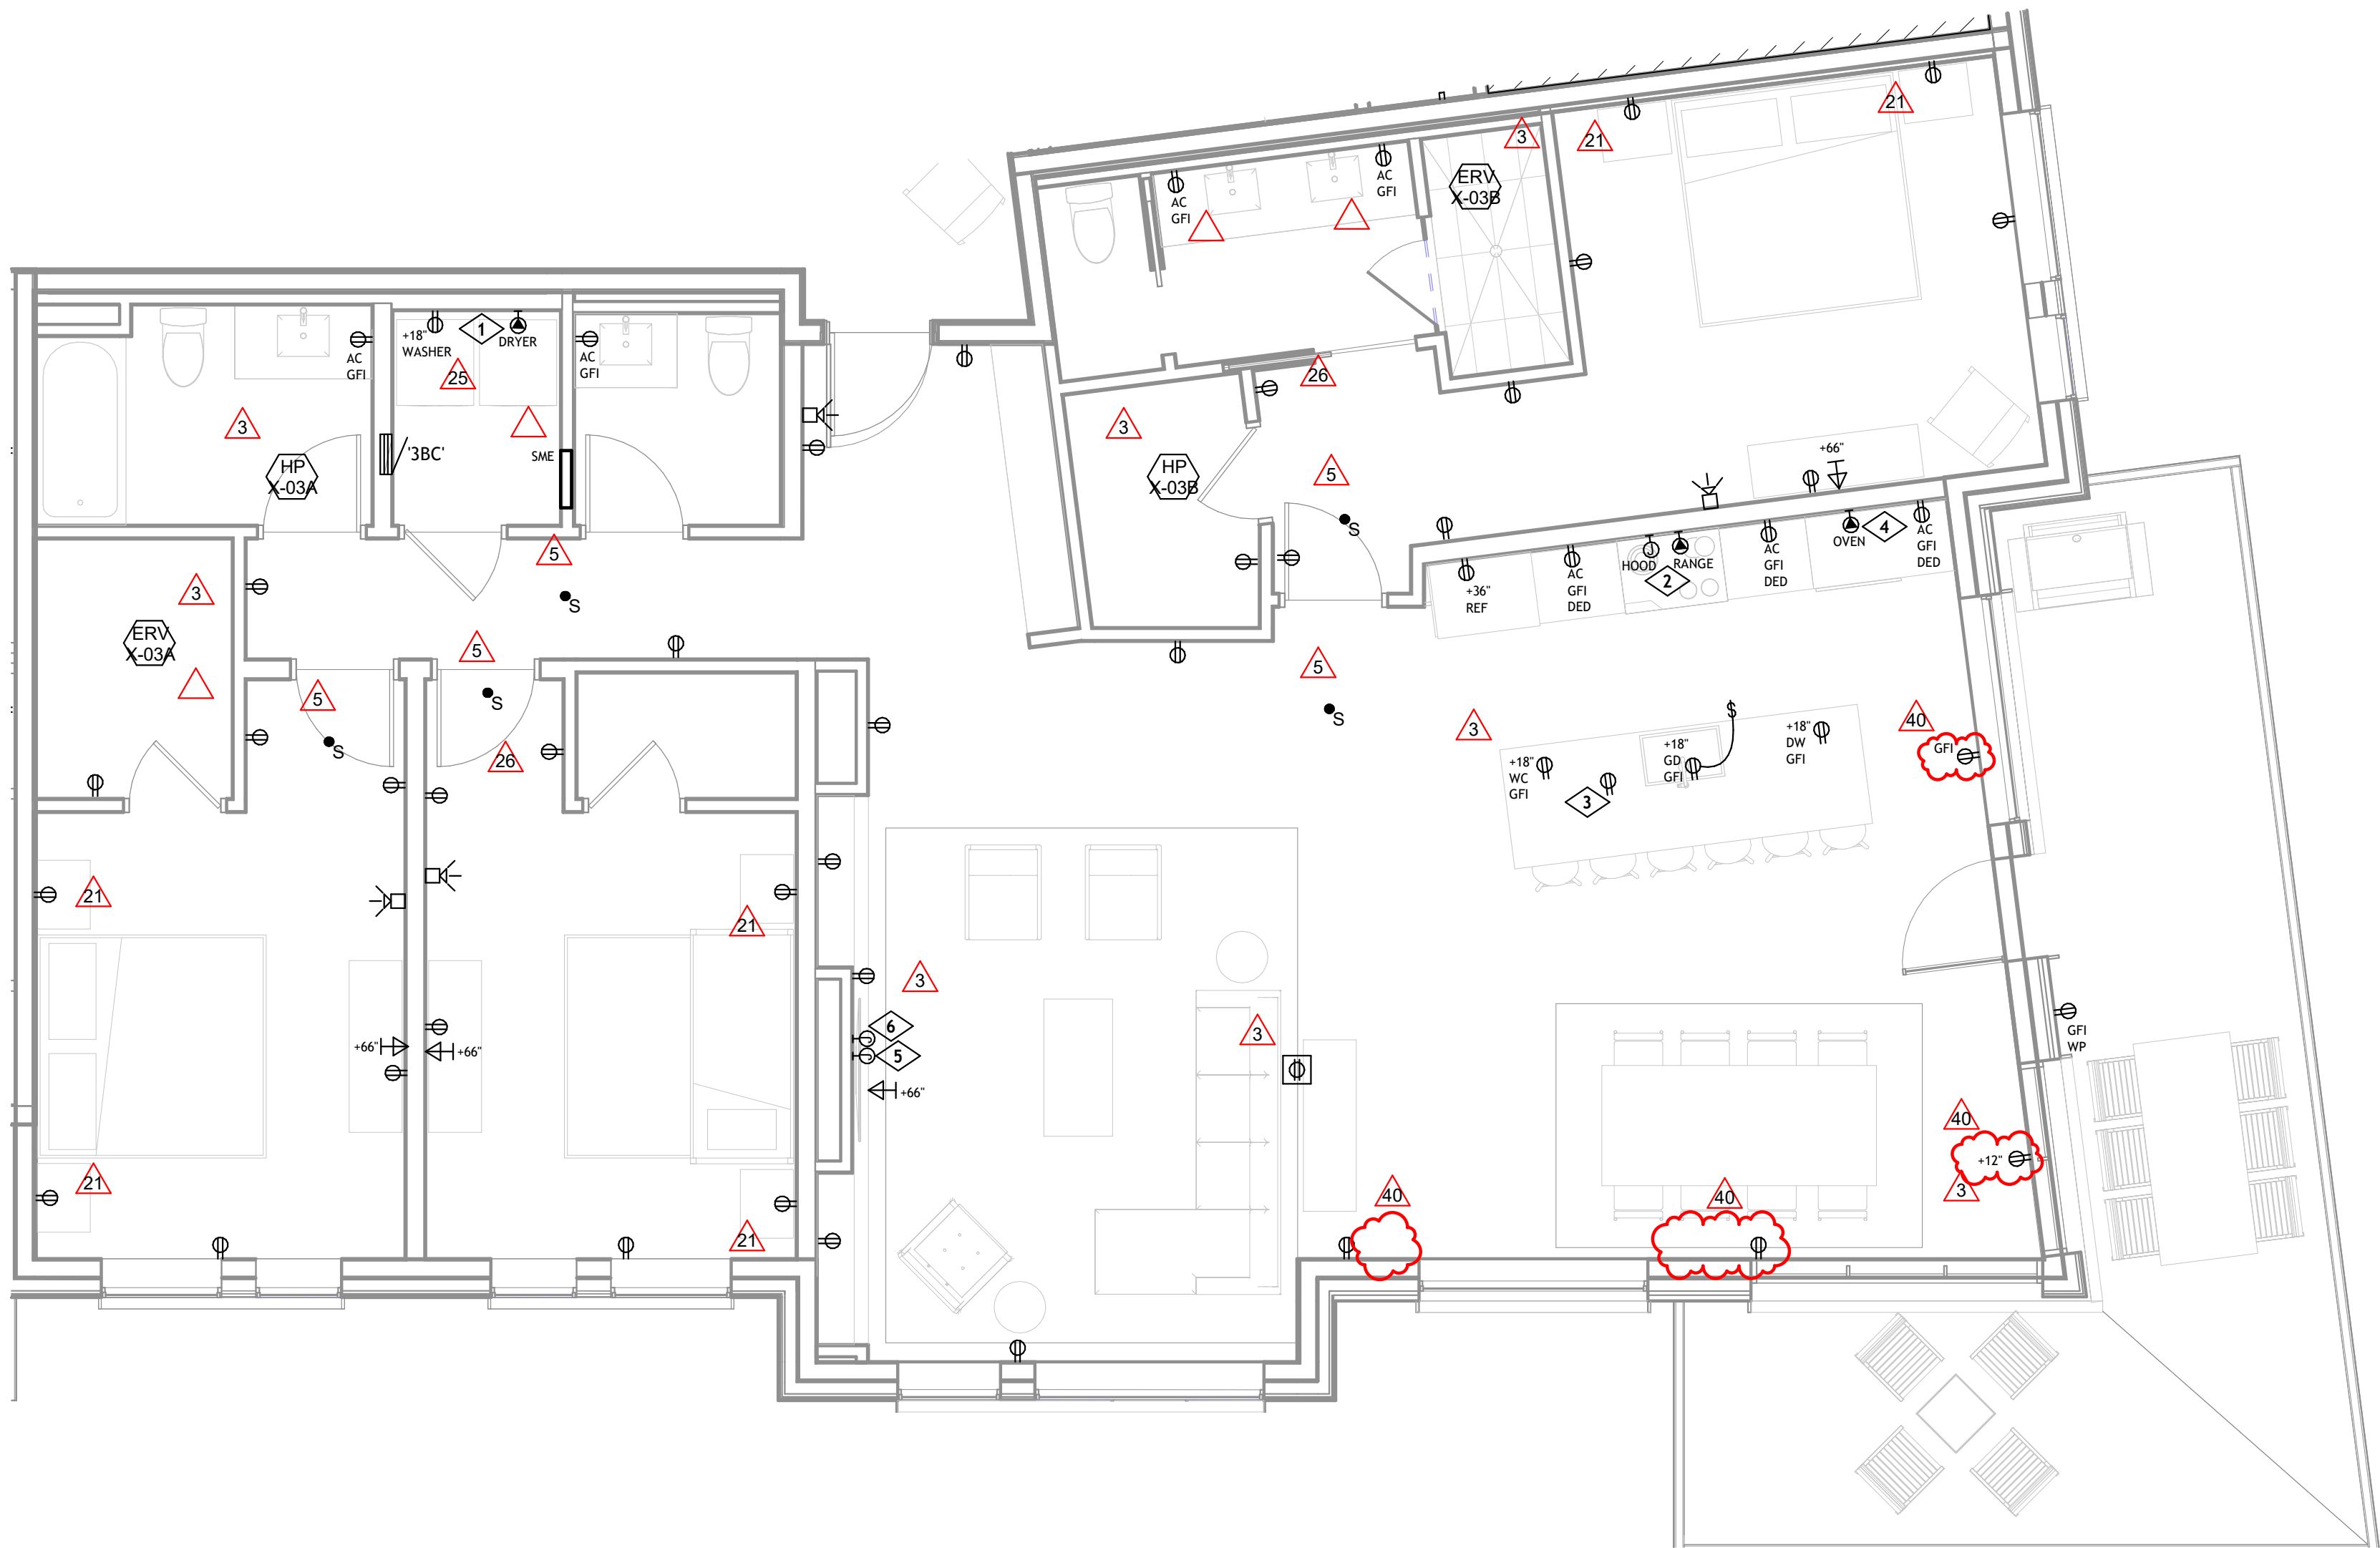 21
3
21
ERV
X-03B
AC
GFI
AC
GFI
+18"
WASHER
1
DRYER
AC
GFI
AC
GFI
25
26
3
3
'3BC'
SME
HP
X-03A
HP
X-03B
5
S
+66"
4
OVEN
AC
GFI
DED
AC
GFI
DED
HOOD
RANGE
2
AC
GFI
DED
+36"
REF
5
S
3
ERV
X-03A
5
S
5
S
5
S
26
3
40
GFI
$
+18"
DW
GFI
+18"
GD
GFI
+18"
WC
GFI
3
21
21
3
6
5
+66"
+66"
+66"
3
GFI
WP
40
+12"
3
21
21
40
40